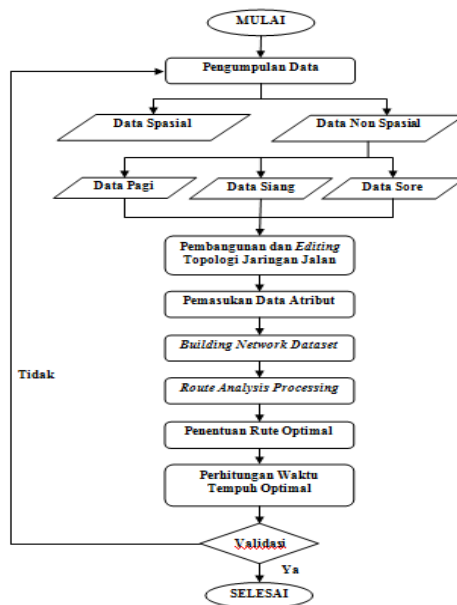 MULAI
Pengumpulan Data
Data Spasial
Data Non Spasial
Data Pagi
Data Siang
Data Sore
Pembangunan dan Editing
Topologi Jaringan Jalan
Pemasukan Data Atribut
Building Network Dataset
Tidak
Route Analysis Processing
Penentuan Rute Optimal
Perhitungan Waktu
Tempuh Optimal
Validasi
Ya
SELESAI